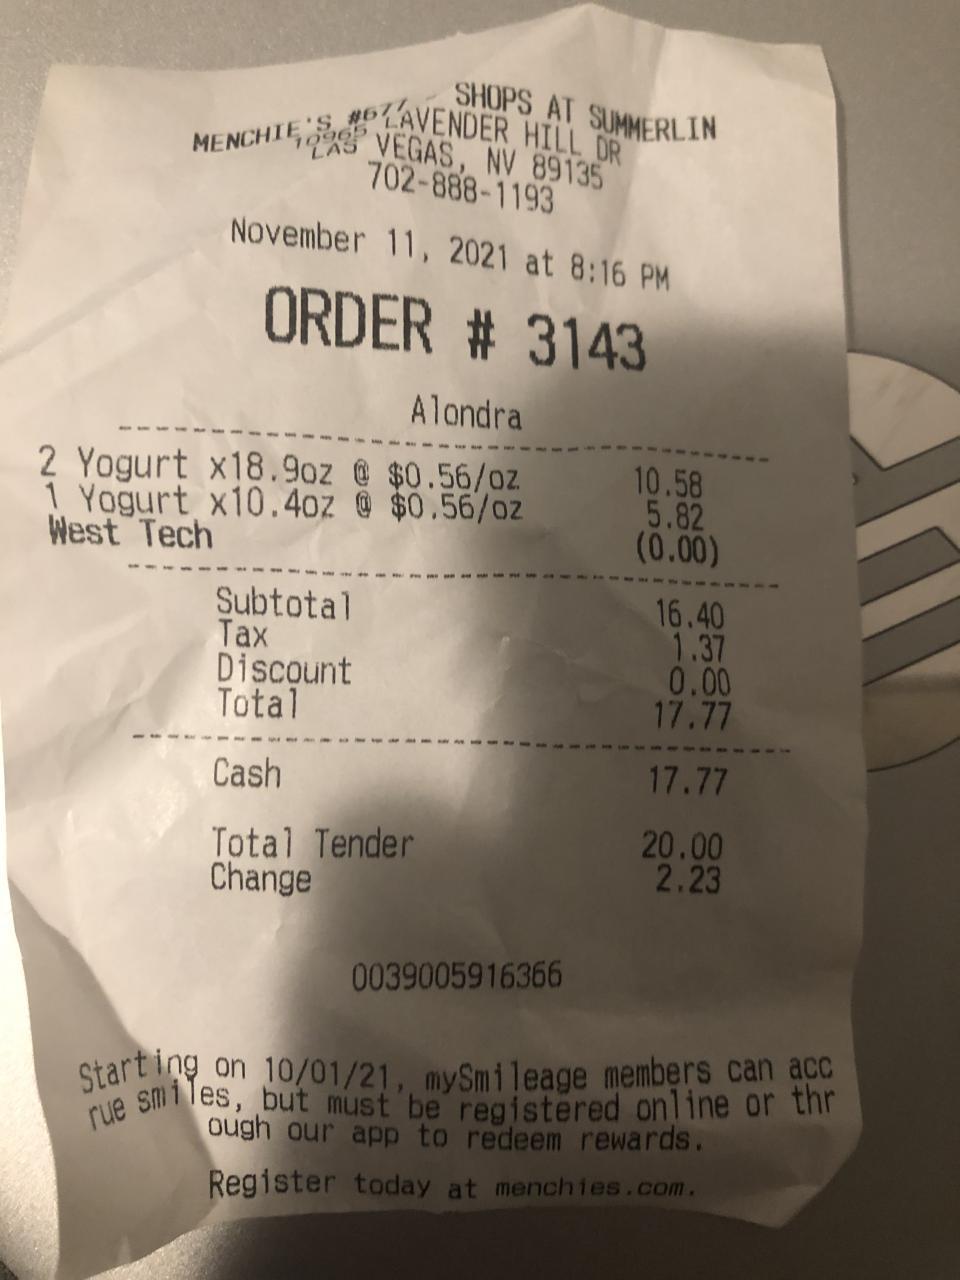 MENCHIE'S #677 - SHOPS AT SUMMERLIN
10965 LAVENDER HILL DR
LAS VEGAS, NV 89135
702-888-1193
November 11, 2021 at 8:16 PM
ORDER # 3143
Alondra
2 Yogurt x18.9oz @ $0.56/oz 10.58
1 Yogurt x10.4oz @ $0.56/oz 5.82
West Tech (0.00)
Subtotal 16.40
Tax 1.37
Discount 0.00
Total 17.77
Cash 17.77
Total Tender 20.00
Change 2.23
0039005916366
Starting on 10/01/21, mySmileage members can acc
rue smiles, but must be registered online or thr
ough our app to redeem rewards.
Register today at menchies.com.